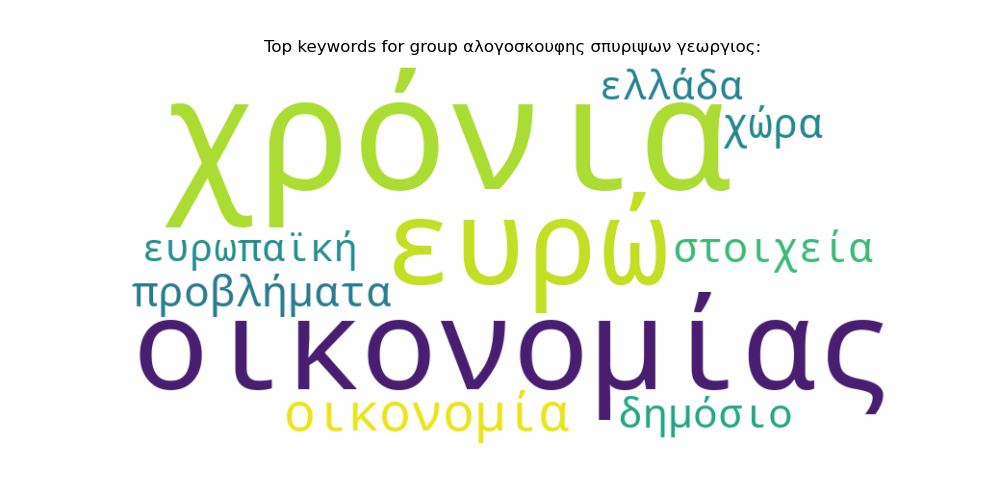 Top keywords for group αλογοσκουφης σπυριψων γεωργιος:
ελλάδα
χρόνια
χώρα
ευρώ
ευρωπαϊκή
στοιχεία
προβλήματα
οικονομίας
οικονομία
δημόσιο